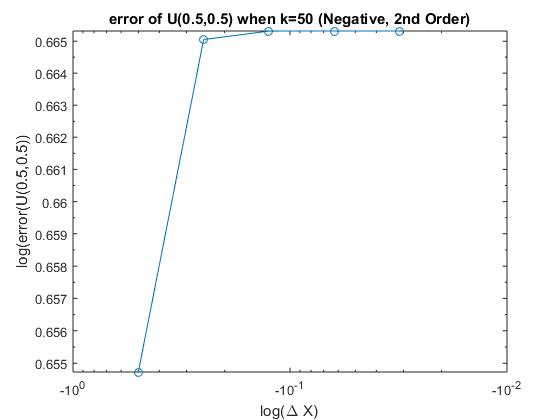 error of U(0.5,0.5) when k=50 (Negative, 2nd Order)
log(error(U(0.5,0.5))
0.665
0.664
0.663
0.662
0.661
0.66
0.659
0.658
0.657
0.656
0.655
-10^0 -10^-1 -10^-2
log(Δ X)